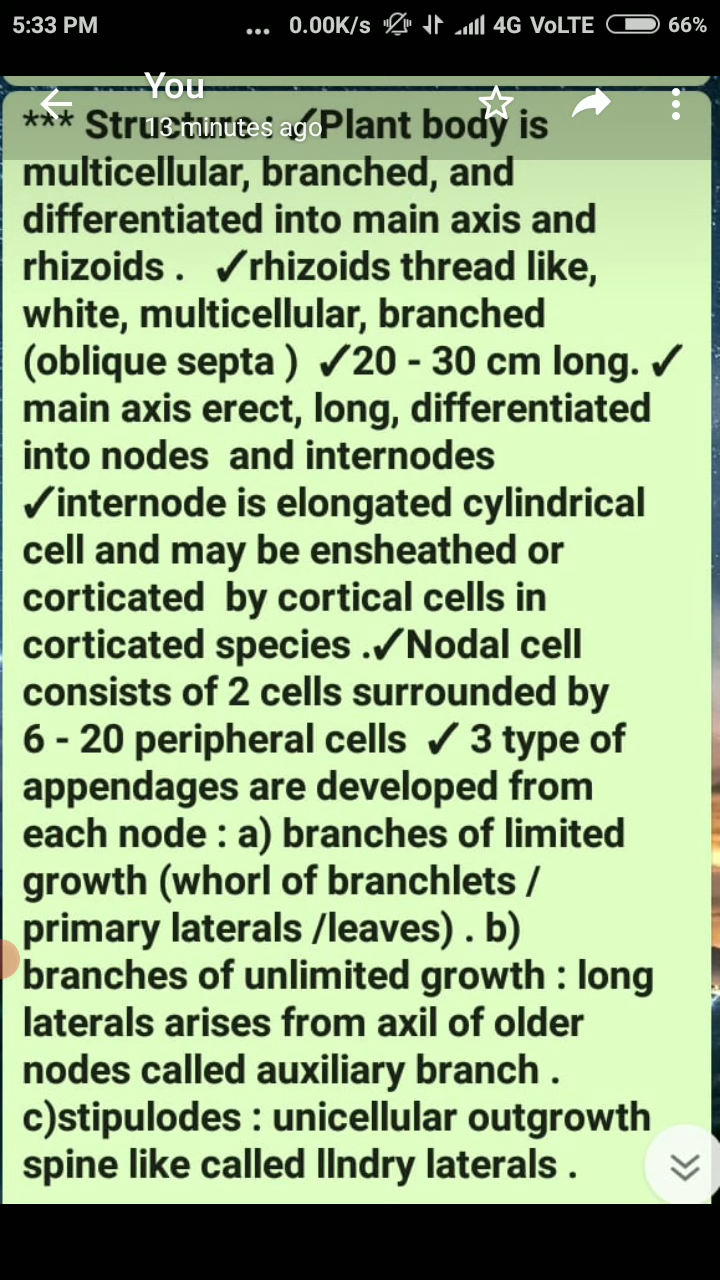 5:33 PM ... 0.00K/s 4G VoLTE 66%
You
13 minutes ago
*** Structure : ✓Plant body is
multicellular, branched, and
differentiated into main axis and
rhizoids . ✓rhizoids thread like,
white, multicellular, branched
(oblique septa ) ✓20 - 30 cm long. ✓
main axis erect, long, differentiated
into nodes and internodes
✓internode is elongated cylindrical
cell and may be ensheathed or
corticated by cortical cells in
corticated species .✓Nodal cell
consists of 2 cells surrounded by
6 - 20 peripheral cells ✓ 3 type of
appendages are developed from
each node : a) branches of limited
growth (whorl of branchlets /
primary laterals /leaves) . b)
branches of unlimited growth : long
laterals arises from axil of older
nodes called auxiliary branch .
c)stipulodes : unicellular outgrowth
spine like called IIndry laterals .